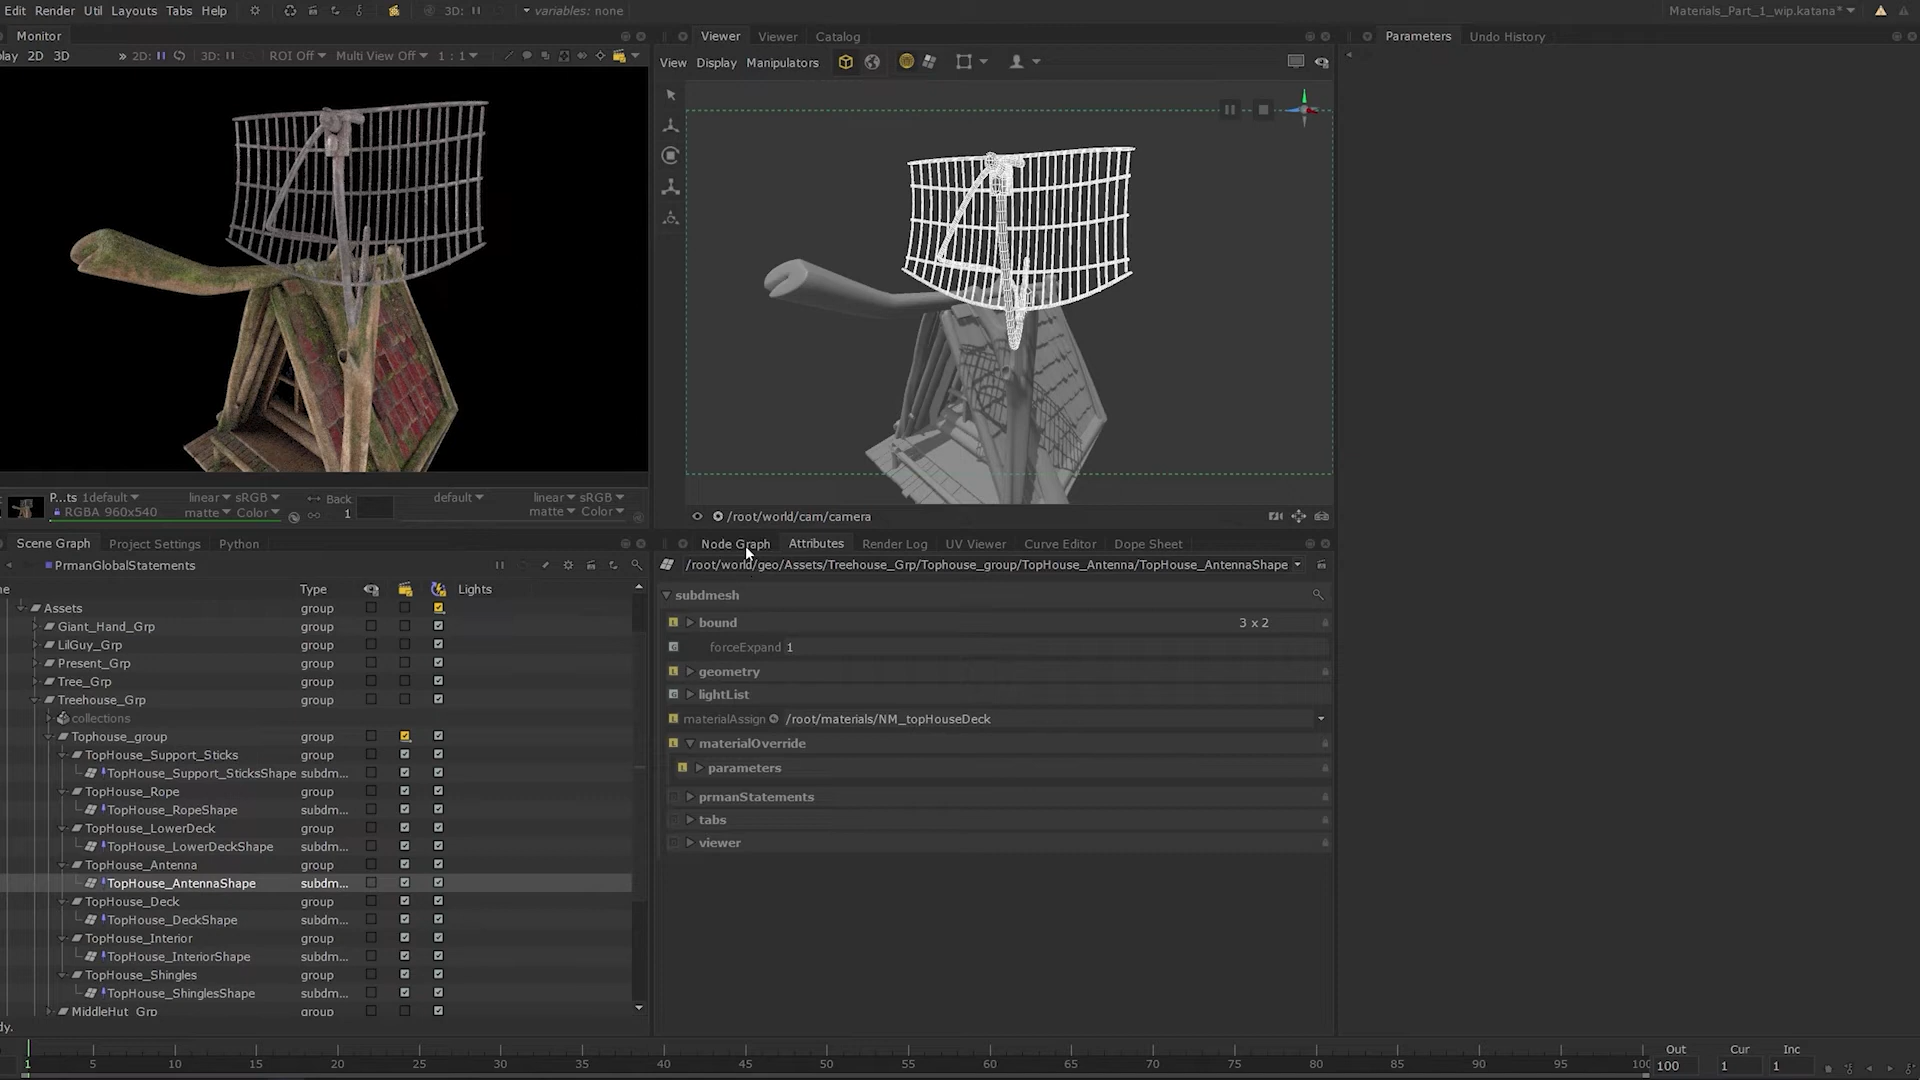 Edit Render Util Layouts Tabs Help 3D: variables: none Materials_Part_1_wip.katana*
Monitor
play 2D 3D » 2D: 3D: ROI Off Multi View Off 1 : 1
P...ts 1default linear sRGB Back default linear sRGB
RGBA 960x540 matte Color 1 matte Color
Viewer Viewer Catalog
View Display Manipulators
/root/world/cam/camera
Parameters Undo History
Scene Graph Project Settings Python
PrmanGlobalStatements
Type Lights
Assets group
Giant_Hand_Grp group
LilGuy_Grp group
Present_Grp group
Tree_Grp group
Treehouse_Grp group
collections
Tophouse_group group
TopHouse_Support_Sticks group
TopHouse_Support_SticksShape subdm...
TopHouse_Rope group
TopHouse_RopeShape subdm...
TopHouse_LowerDeck group
TopHouse_LowerDeckShape subdm...
TopHouse_Antenna group
TopHouse_AntennaShape subdm...
TopHouse_Deck group
TopHouse_DeckShape subdm...
TopHouse_Interior group
TopHouse_InteriorShape subdm...
TopHouse_Shingles group
TopHouse_ShinglesShape subdm...
MiddleHut_Grp group
Node Graph Attributes Render Log UV Viewer Curve Editor Dope Sheet
/root/world/geo/Assets/Treehouse_Grp/Tophouse_group/TopHouse_Antenna/TopHouse_AntennaShape
subdmesh
bound 3 x 2
forceExpand 1
geometry
lightList
materialAssign /root/materials/NM_topHouseDeck
materialOverride
parameters
prmanStatements
tabs
viewer
Out Cur Inc
1 5 10 15 20 25 30 35 40 45 50 55 60 65 70 75 80 85 90 95 100 100 1 1